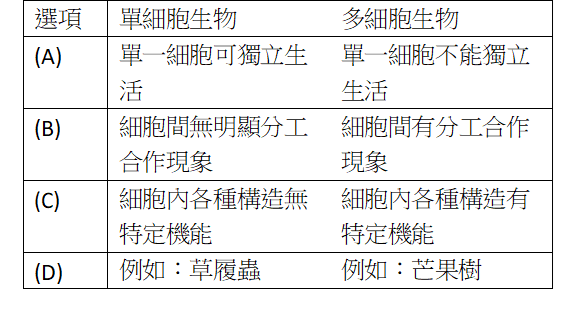 選項 單細胞生物 多細胞生物
(A) 單一細胞可獨立生 單一細胞不能獨立
活 生活
(B) 細胞間無明顯分工 細胞間有分工合作
合作現象 現象
(C) 細胞內各種構造無 細胞內各種構造有
特定機能 特定機能
(D) 例如：草履蟲 例如：芒果樹